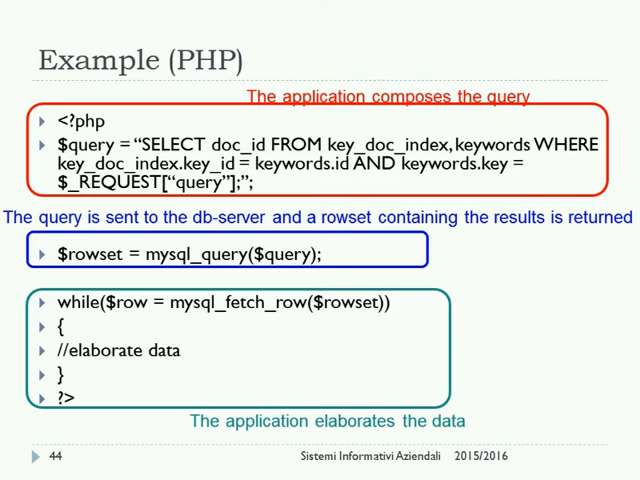 Example (PHP)
The application composes the query
<?php
$query = “SELECT doc_id FROM key_doc_index, keywords WHERE
key_doc_index.key_id = keywords.id AND keywords.key =
$_REQUEST[“query”];”;
The query is sent to the db-server and a rowset containing the results is returned
$rowset = mysql_query($query);
while($row = mysql_fetch_row($rowset))
{
//elaborate data
}
?>
The application elaborates the data
44 Sistemi Informativi Aziendali 2015/2016